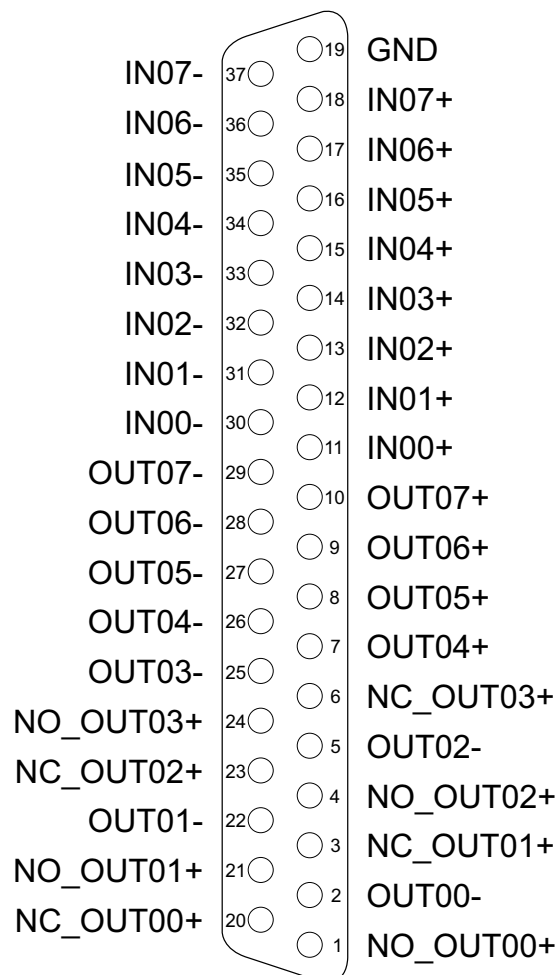 19 GND
IN07- 37
18 IN07+
IN06- 36
17 IN06+
IN05- 35
16 IN05+
IN04- 34
15 IN04+
IN03- 33
14 IN03+
IN02- 32
13 IN02+
IN01- 31
12 IN01+
IN00- 30
11 IN00+
OUT07- 29
10 OUT07+
OUT06- 28
9 OUT06+
OUT05- 27
8 OUT05+
OUT04- 26
7 OUT04+
OUT03- 25
6 NC_OUT03+
NO_OUT03+ 24
5 OUT02-
NC_OUT02+ 23
4 NO_OUT02+
OUT01- 22
3 NC_OUT01+
NO_OUT01+ 21
2 OUT00-
NC_OUT00+ 20
1 NO_OUT00+